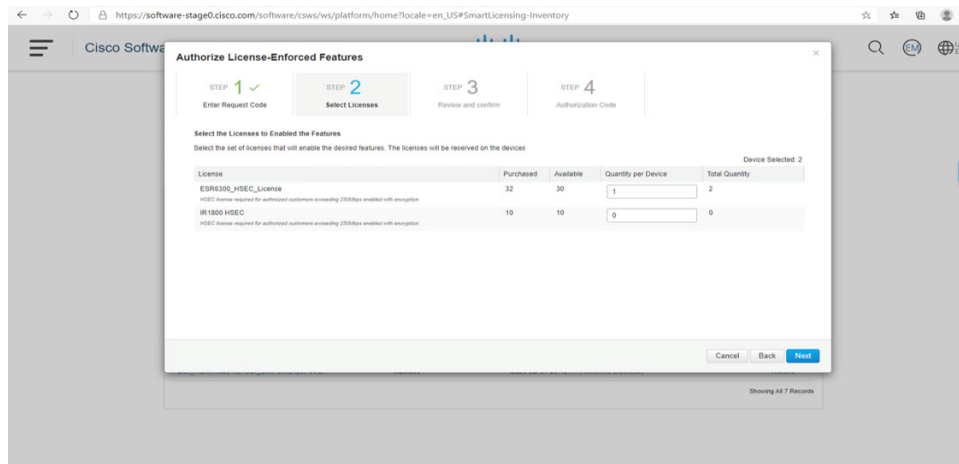 https://software-stage0.cisco.com/software/csws/ws/platform/home?locale=en_US#SmartLicensing-Inventory
Cisco Softwa
EM
Authorize License-Enforced Features
STEP 1
Enter Request Code
STEP 2
Select Licenses
STEP 3
Review and confirm
STEP 4
Authorization Code
Select the Licenses to Enabled the Features
Select the set of licenses that will enable the desired features. The licenses will be reserved on the devices
Device Selected: 2
License Purchased Available Quantity per Device Total Quantity
ESR6300_HSEC_License 32 30 1 2
HSEC license required for authorized customers exceeding 250Mbps enabled with encryption
IR1800 HSEC 10 10 0 0
HSEC license required for authorized customers exceeding 250Mbps enabled with encryption
Cancel Back Next
Showing All 7 Records